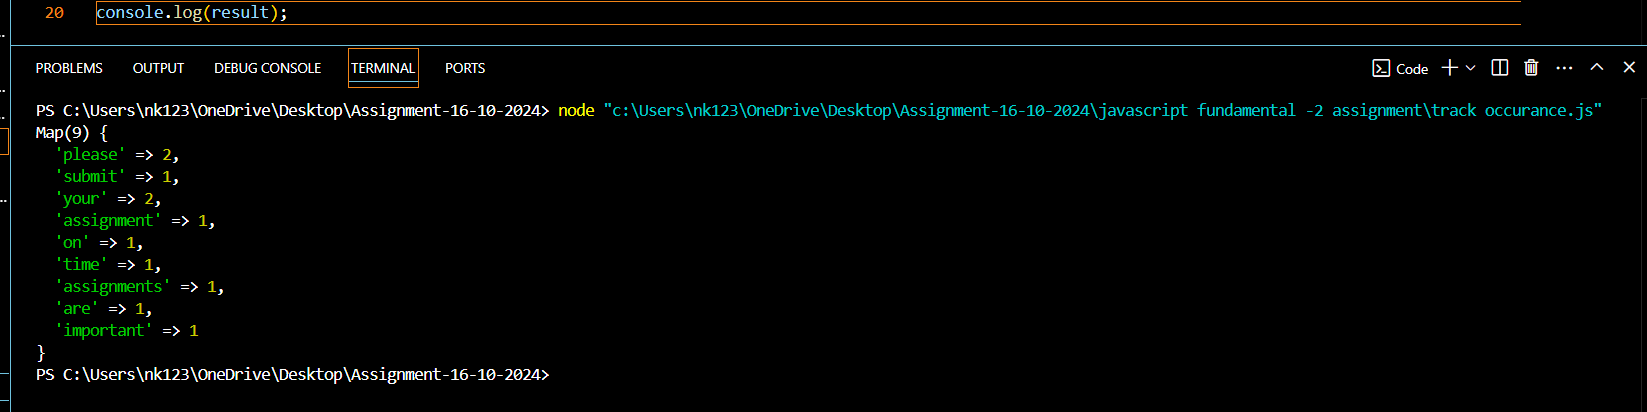 20 console.log(result);
PROBLEMS OUTPUT DEBUG CONSOLE TERMINAL PORTS Code
PS C:\Users\nk123\OneDrive\Desktop\Assignment-16-10-2024> node "c:\Users\nk123\OneDrive\Desktop\Assignment-16-10-2024\javascript fundamental -2 assignment\track occurance.js"
Map(9) {
  'please' => 2,
  'submit' => 1,
  'your' => 2,
  'assignment' => 1,
  'on' => 1,
  'time' => 1,
  'assignments' => 1,
  'are' => 1,
  'important' => 1
}
PS C:\Users\nk123\OneDrive\Desktop\Assignment-16-10-2024>